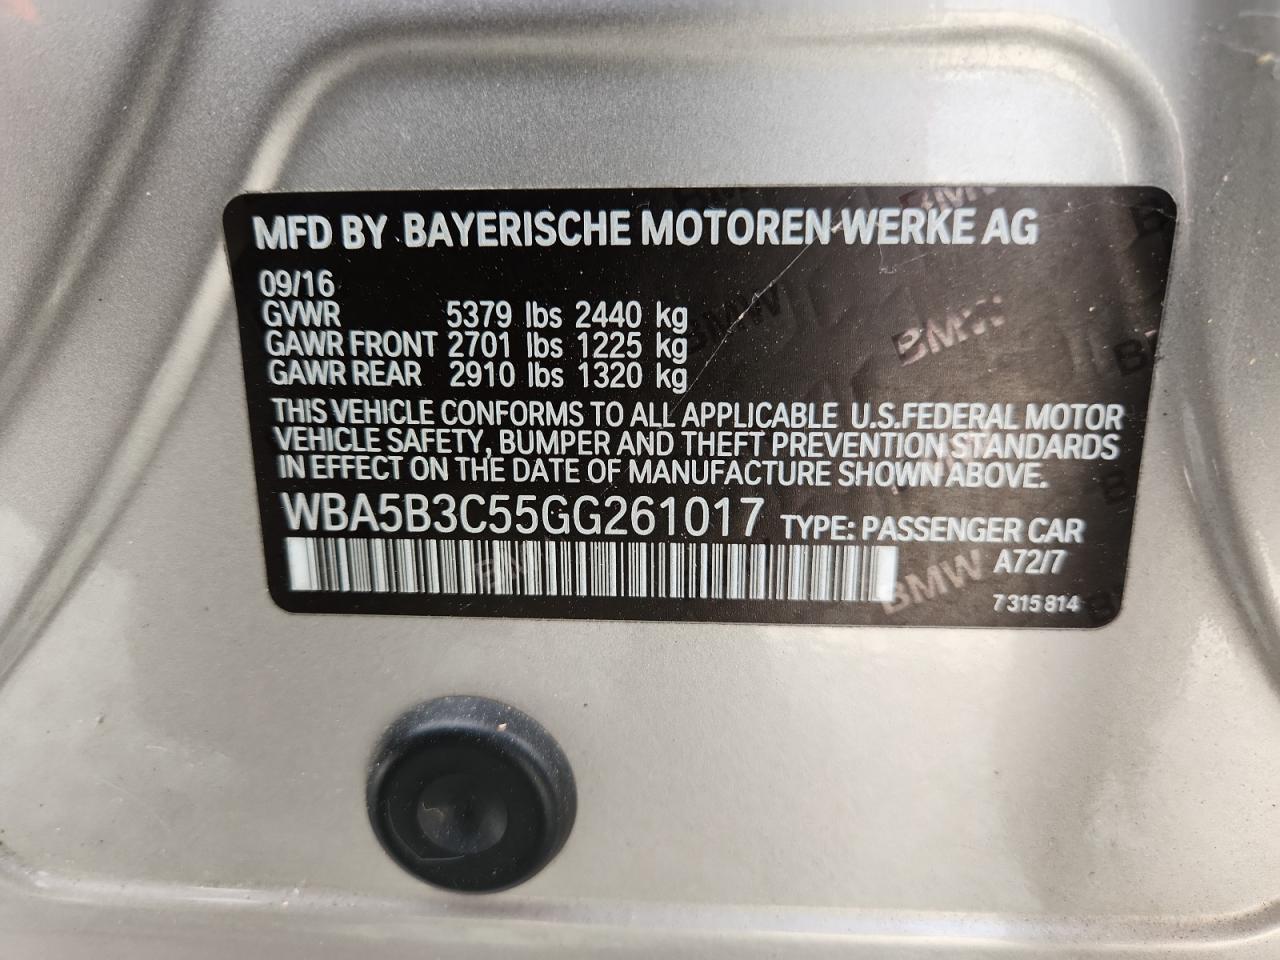 MFD BY BAYERISCHE MOTOREN WERKE AG
09/16
GVWR 5379 lbs 2440 kg
GAWR FRONT 2701 lbs 1225 kg
GAWR REAR 2910 lbs 1320 kg
THIS VEHICLE CONFORMS TO ALL APPLICABLE U.S.FEDERAL MOTOR
VEHICLE SAFETY, BUMPER AND THEFT PREVENTION STANDARDS
IN EFFECT ON THE DATE OF MANUFACTURE SHOWN ABOVE.
WBA5B3C55GG261017 TYPE: PASSENGER CAR
A72/7
7 315 814
BMW
BMW
BMW